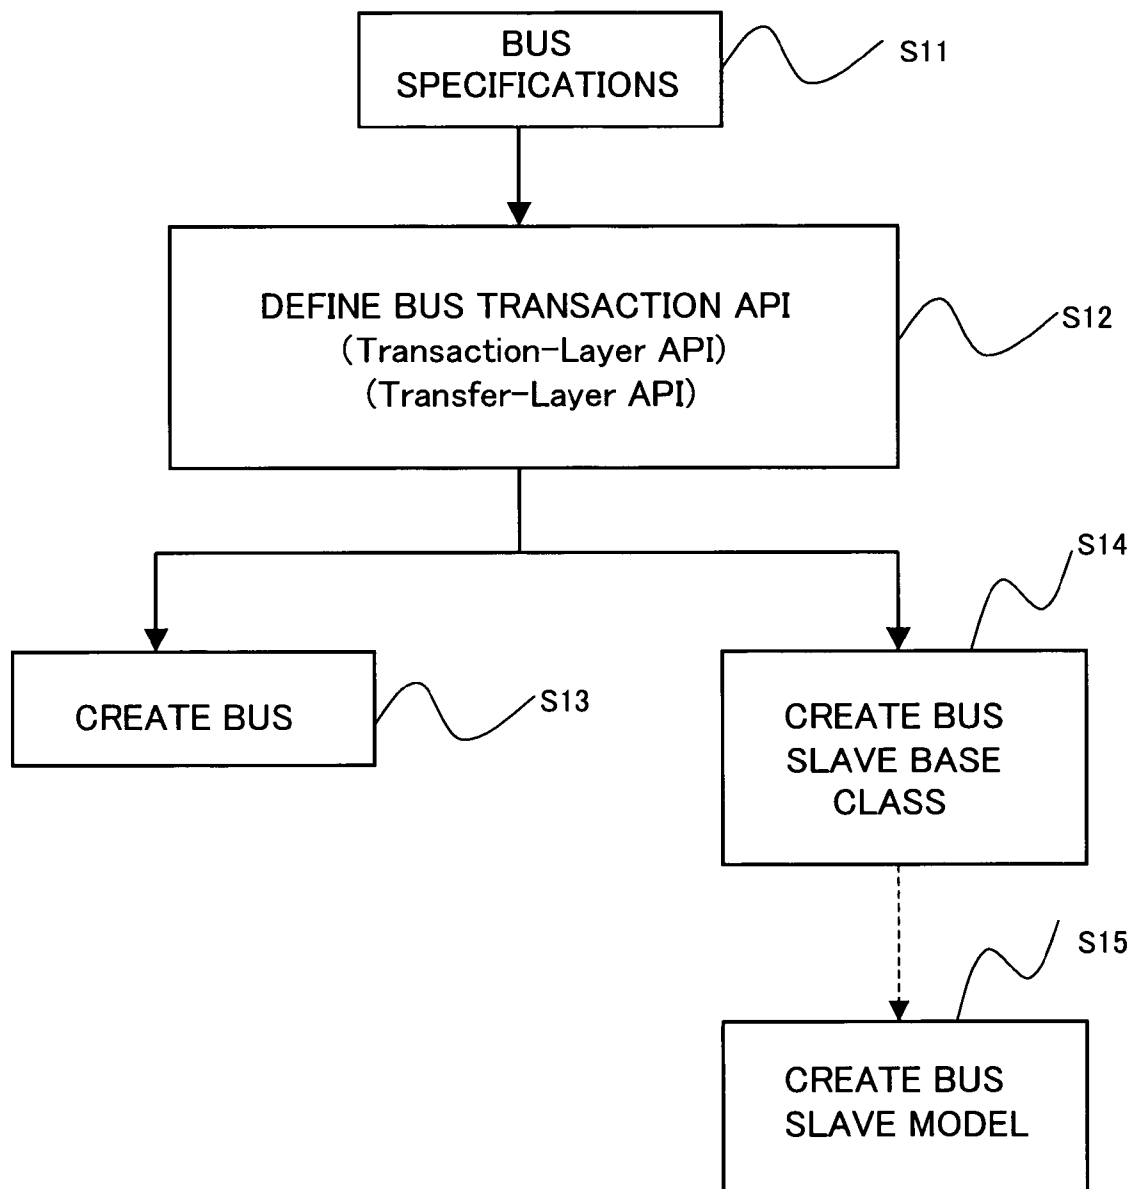 BUS
SPECIFICATIONS
S11
DEFINE BUS TRANSACTION API
(Transaction-Layer API)
(Transfer-Layer API)
S12
CREATE BUS
S13
S14
CREATE BUS
SLAVE BASE
CLASS
S15
CREATE BUS
SLAVE MODEL